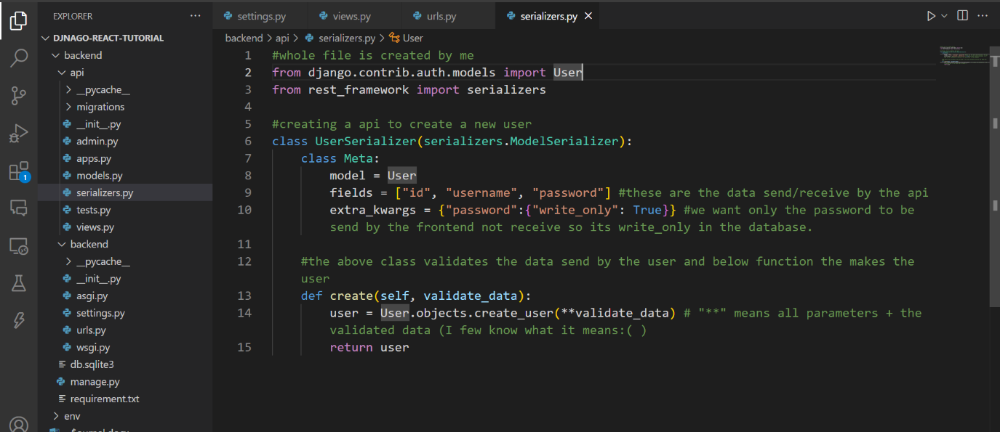 EXPLORER
settings.py
views.py
urls.py
serializers.py
DJNAGO-REACT-TUTORIAL
backend
api
__pycache__
migrations
__init__.py
admin.py
apps.py
models.py
serializers.py
tests.py
views.py
backend
__pycache__
__init__.py
asgi.py
settings.py
urls.py
wsgi.py
db.sqlite3
manage.py
requirement.txt
env
1
backend > api > serializers.py > User
1 #whole file is created by me
2 from django.contrib.auth.models import User
3 from rest_framework import serializers
4
5 #creating a api to create a new user
6 class UserSerializer(serializers.ModelSerializer):
7 class Meta:
8 model = User
9 fields = ["id", "username", "password"] #these are the data send/receive by the api
10 extra_kwargs = {"password":{"write_only": True}} #we want only the password to be
send by the frontend not receive so its write_only in the database.
11
12 #the above class validates the data send by the user and below function the makes the
user
13 def create(self, validate_data):
14 user = User.objects.create_user(**validate_data) # "**" means all parameters + the
validated data (I few know what it means:( )
15 return user